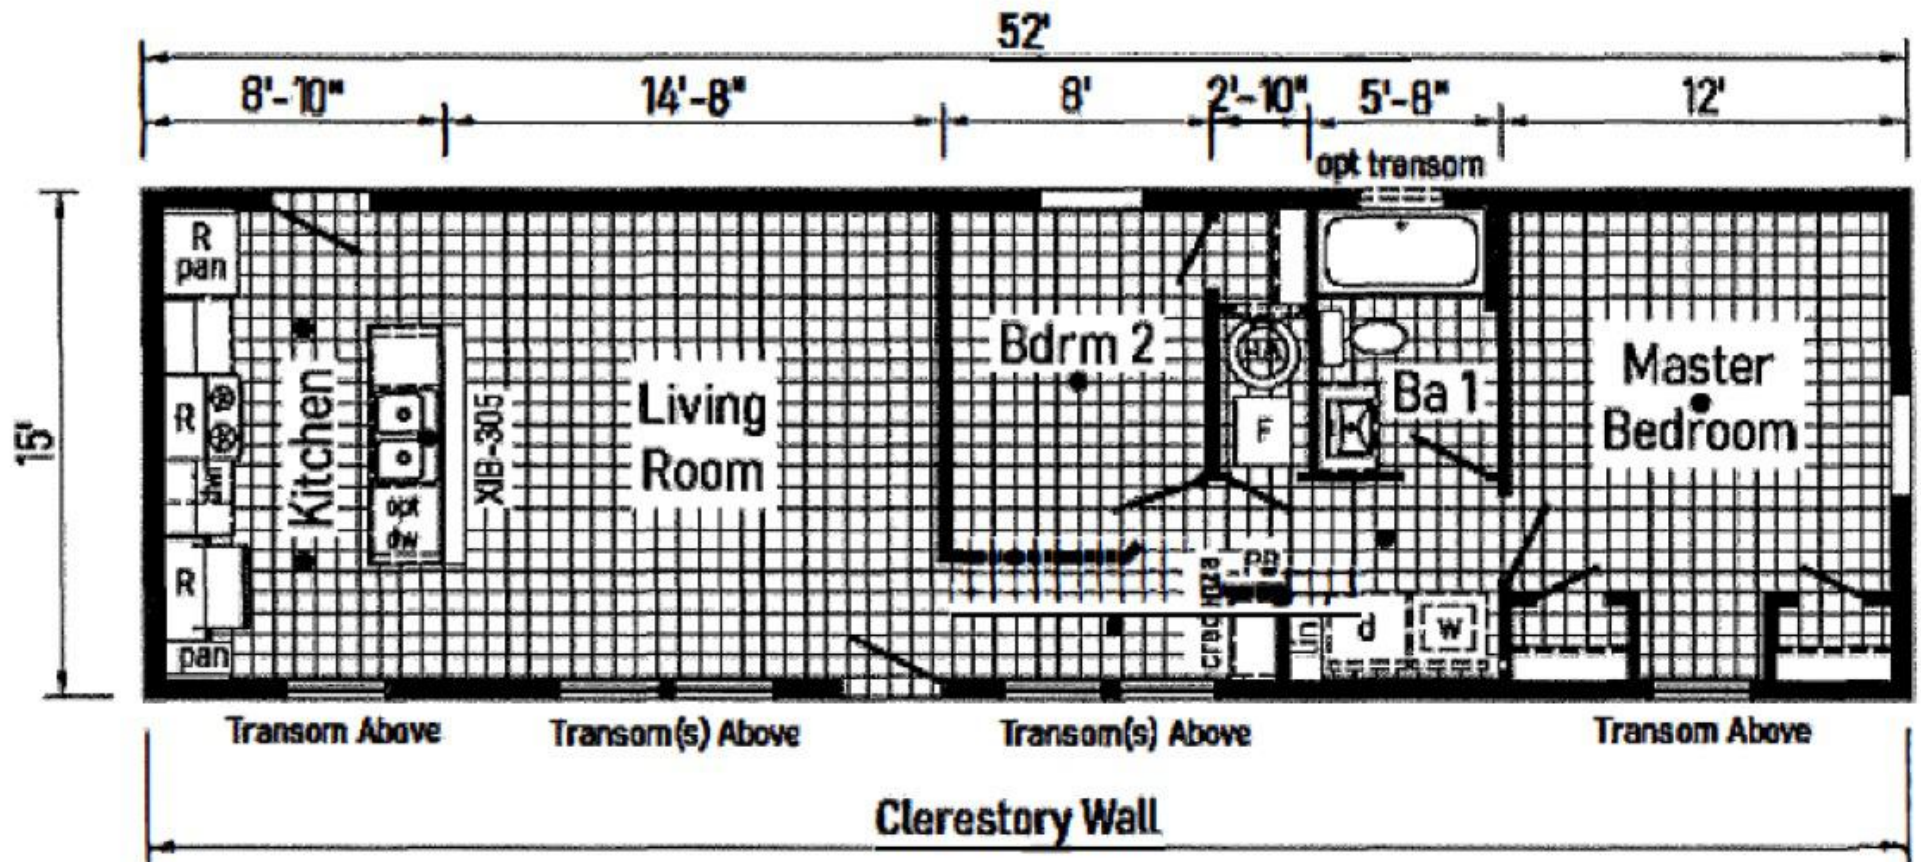 52'
8'-10"
14'-8"
8'
2'-10"
5'-8"
12'
opt transom
15'
R
pan
R
R
pan
Kitchen
opt
dw
XIB-305
Living
Room
Bdrm 2
F
Ba 1
Master
Bedroom
Lin
d
w
Transom Above
Transom(s) Above
Transom(s) Above
Transom Above
Clerestory Wall